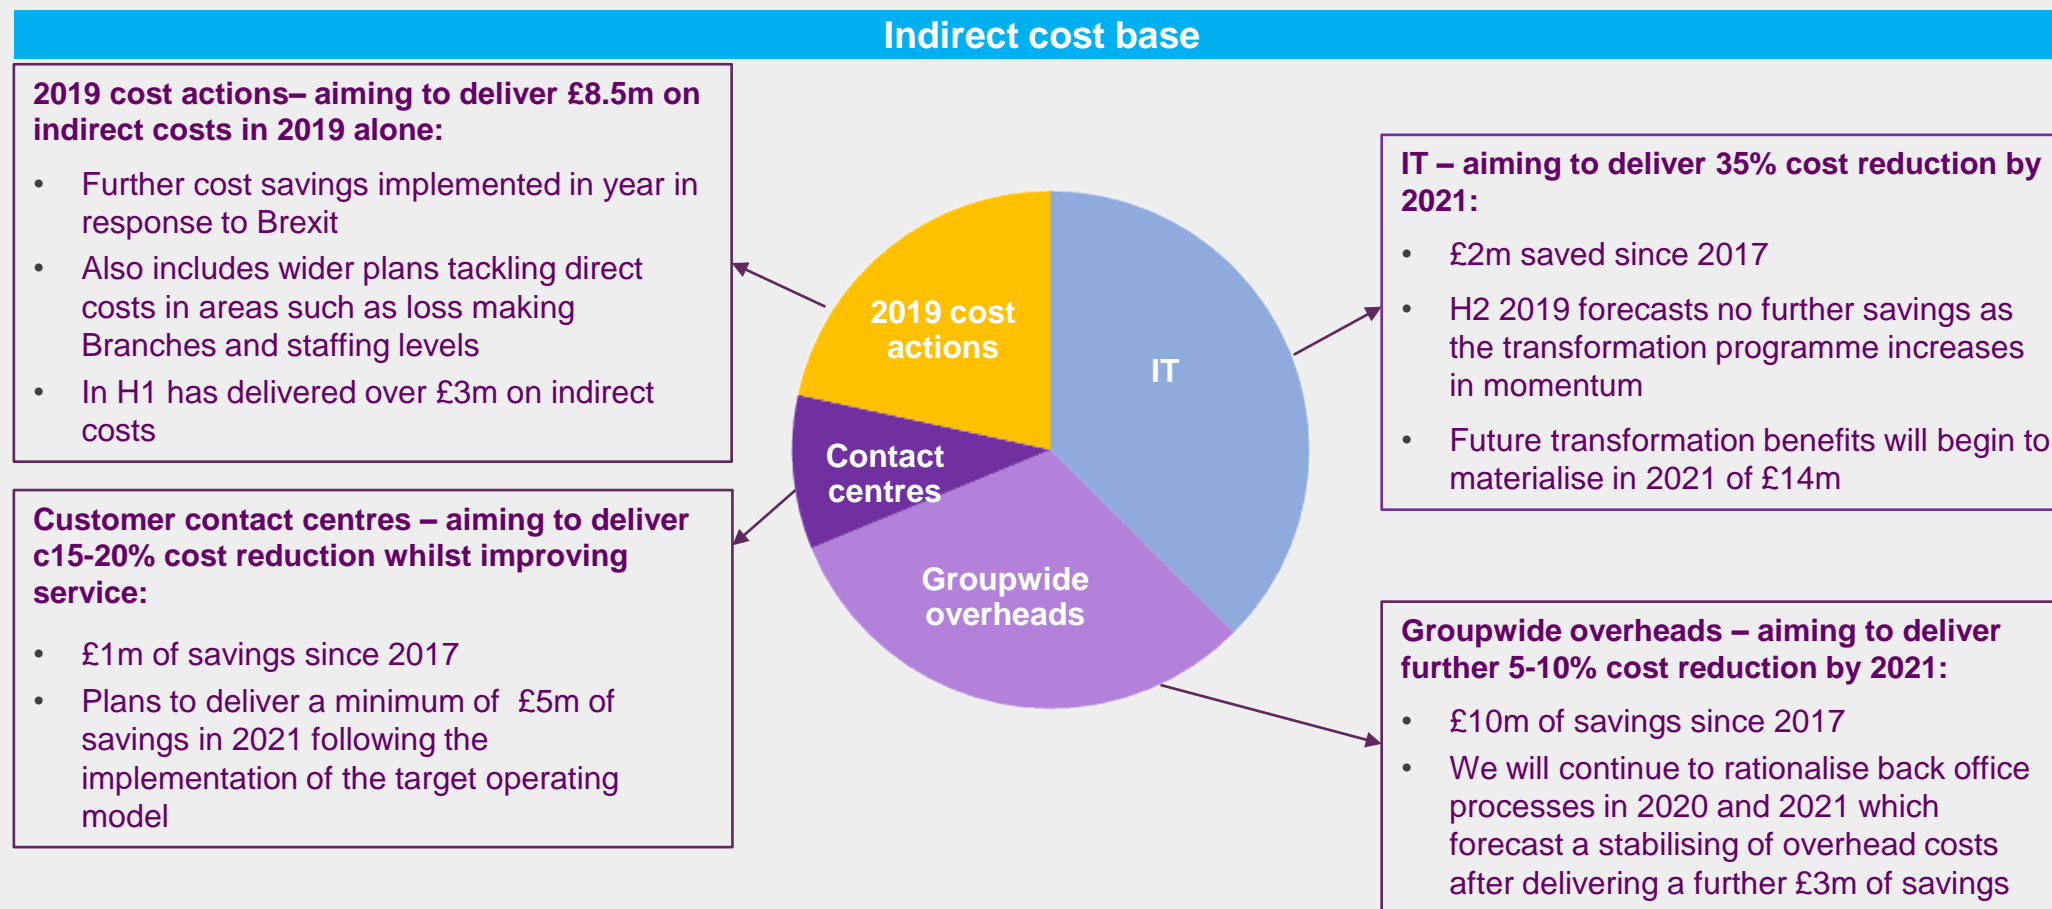 Indirect cost base
2019 cost actions– aiming to deliver £8.5m on
indirect costs in 2019 alone:
• Further cost savings implemented in year in
response to Brexit
• Also includes wider plans tackling direct
costs in areas such as loss making
Branches and staffing levels
• In H1 has delivered over £3m on indirect
costs
Customer contact centres – aiming to deliver
c15-20% cost reduction whilst improving
service:
• £1m of savings since 2017
• Plans to deliver a minimum of £5m of
savings in 2021 following the
implementation of the target operating
model
2019 cost
actions
IT
Contact
centres
Groupwide
overheads
IT – aiming to deliver 35% cost reduction by
2021:
• £2m saved since 2017
• H2 2019 forecasts no further savings as
the transformation programme increases
in momentum
• Future transformation benefits will begin to
materialise in 2021 of £14m
Groupwide overheads – aiming to deliver
further 5-10% cost reduction by 2021:
• £10m of savings since 2017
• We will continue to rationalise back office
processes in 2020 and 2021 which
forecast a stabilising of overhead costs
after delivering a further £3m of savings